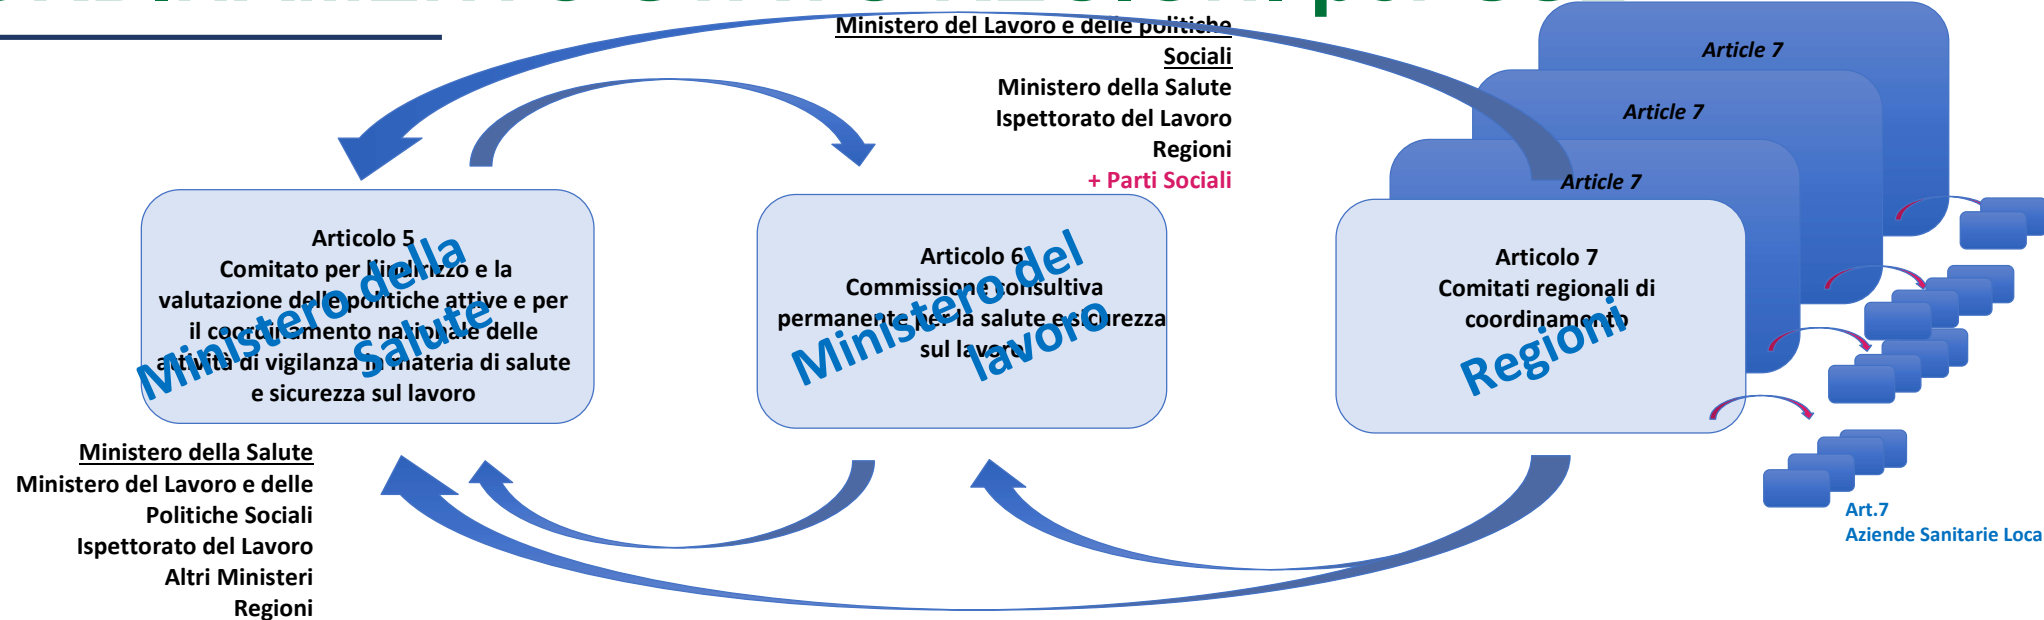 Ministero del Lavoro e delle politiche
Sociali
Ministero della Salute
Ispettorato del Lavoro
Regioni
+ Parti Sociali
Article 7
Article 7
Article 7
Articolo 5
Comitato per l'indirizzo e la
valutazione delle politiche attive e per
il coordinamento nazionale delle
attività di vigilanza in materia di salute
e sicurezza sul lavoro
Ministero della
Salute
Articolo 6
Commissione consultiva
permanente per la salute e sicurezza
sul lavoro
Ministero del
lavoro
Articolo 7
Comitati regionali di
coordinamento
Regioni
Ministero della Salute
Ministero del Lavoro e delle
Politiche Sociali
Ispettorato del Lavoro
Altri Ministeri
Regioni
Art.7
Aziende Sanitarie Loca